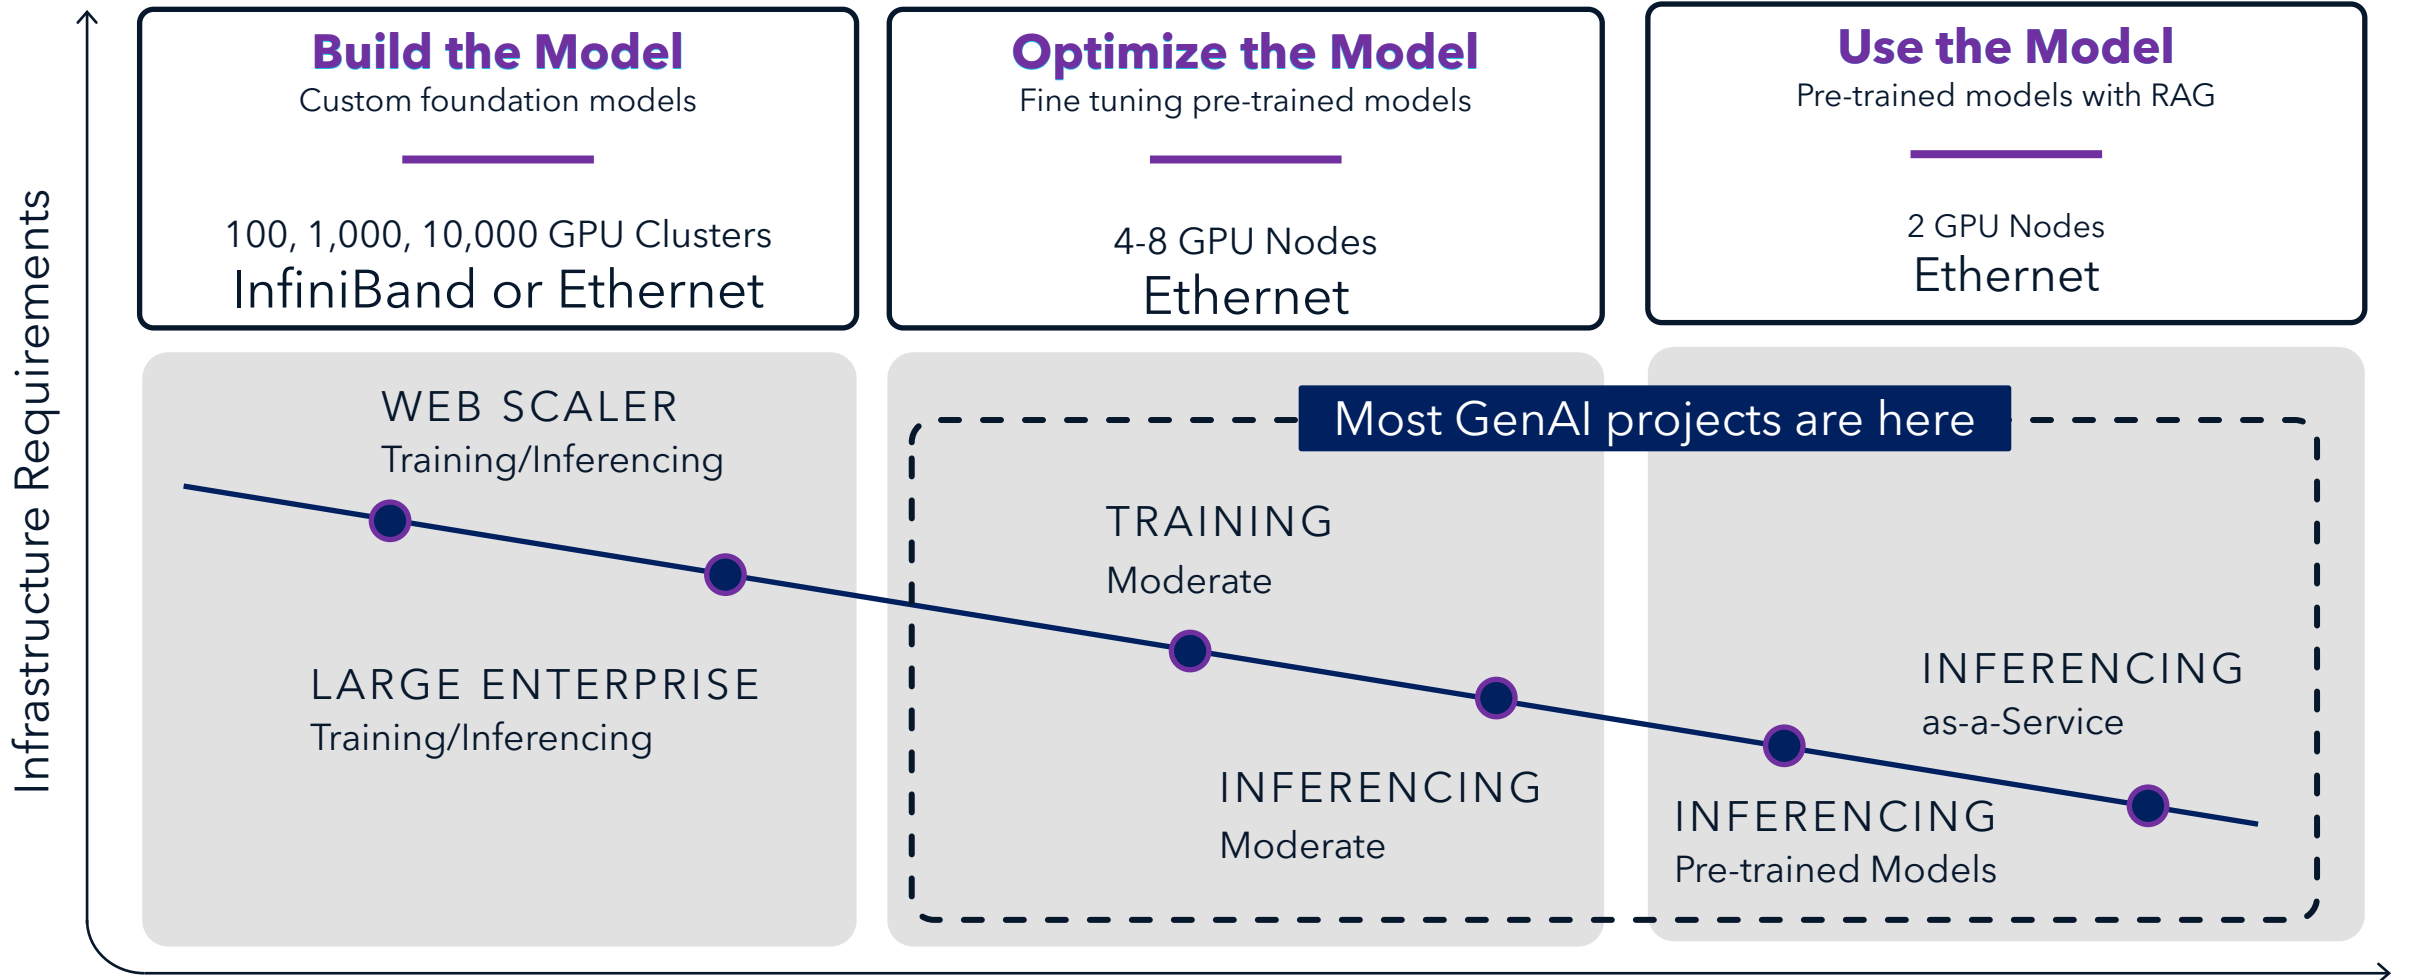 Infrastructure Requirements
Build the Model
Custom foundation models
100, 1,000, 10,000 GPU Clusters
InfiniBand or Ethernet
Optimize the Model
Fine tuning pre-trained models
4-8 GPU Nodes
Ethernet
Use the Model
Pre-trained models with RAG
2 GPU Nodes
Ethernet
WEB SCALER
Training/Inferencing
LARGE ENTERPRISE
Training/Inferencing
Most GenAI projects are here
TRAINING
Moderate
INFERENCING
Moderate
INFERENCING
as-a-Service
INFERENCING
Pre-trained Models